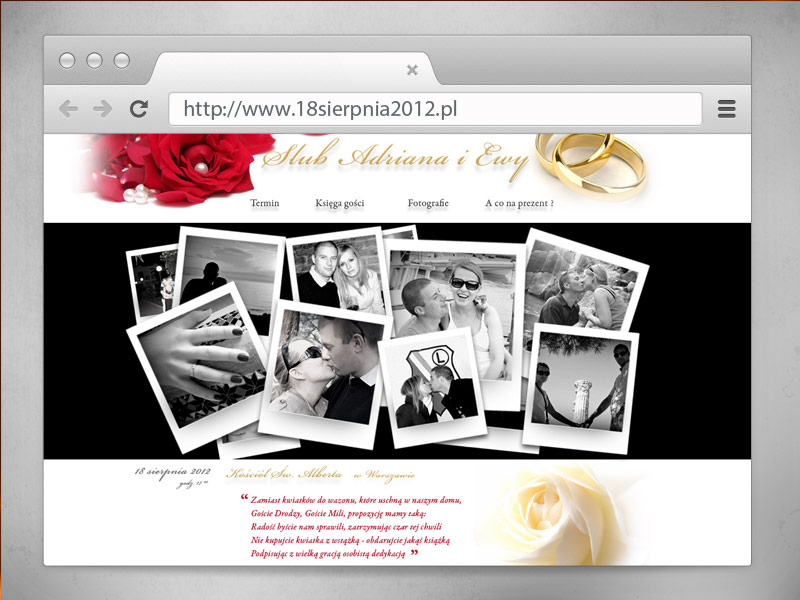 http://www.18sierpnia2012.pl
Ślub Adriana i Ewy
Termin Księga gości Fotografie A co na prezent ?
L
18 sierpnia 2012 Kościół Św. Alberta w Warszawie
godz.
“ Zamiast kwiatków do wazonu, które uschną w naszym domu,
Goście Drodzy, Goście Mili, propozycję mamy taką:
Radość byście nam sprawili, zatrzymując czar tej chwili
Nie kupujcie kwiatka z wstążką - obdarujcie jakąś książką
Podpisując z wielką gracją osobistą dedykacją ”